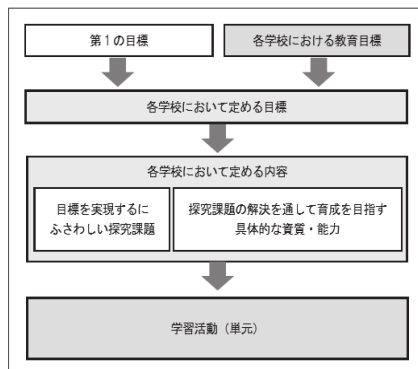 第1の目標
各学校における教育目標
各学校において定める目標
各学校において定める内容
目標を実現するに
ふさわしい探究課題
探究課題の解決を通して育成を目指す
具体的な資質・能力
学習活動（単元）